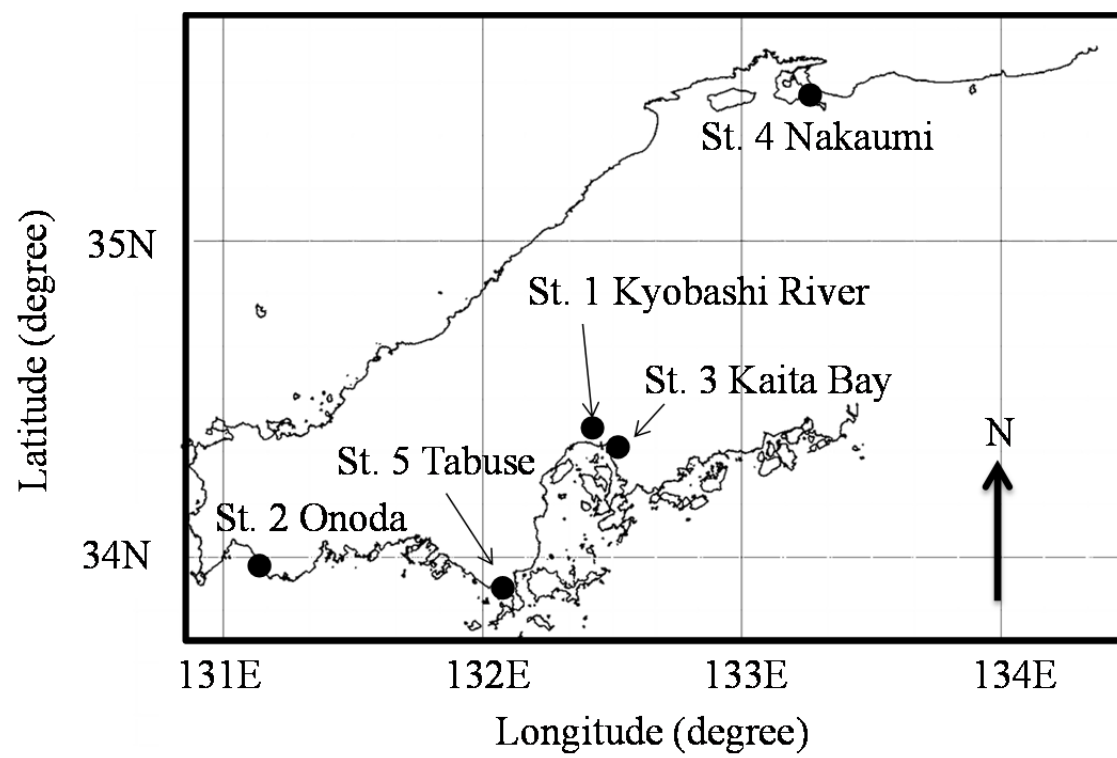 St. 4 Nakaumi
35N
St. 1 Kyobashi River
St. 3 Kaita Bay
N
St. 5 Tabuse
St. 2 Onoda
34N
131E
132E
133E
134E
Longitude (degree)
Latitude (degree)